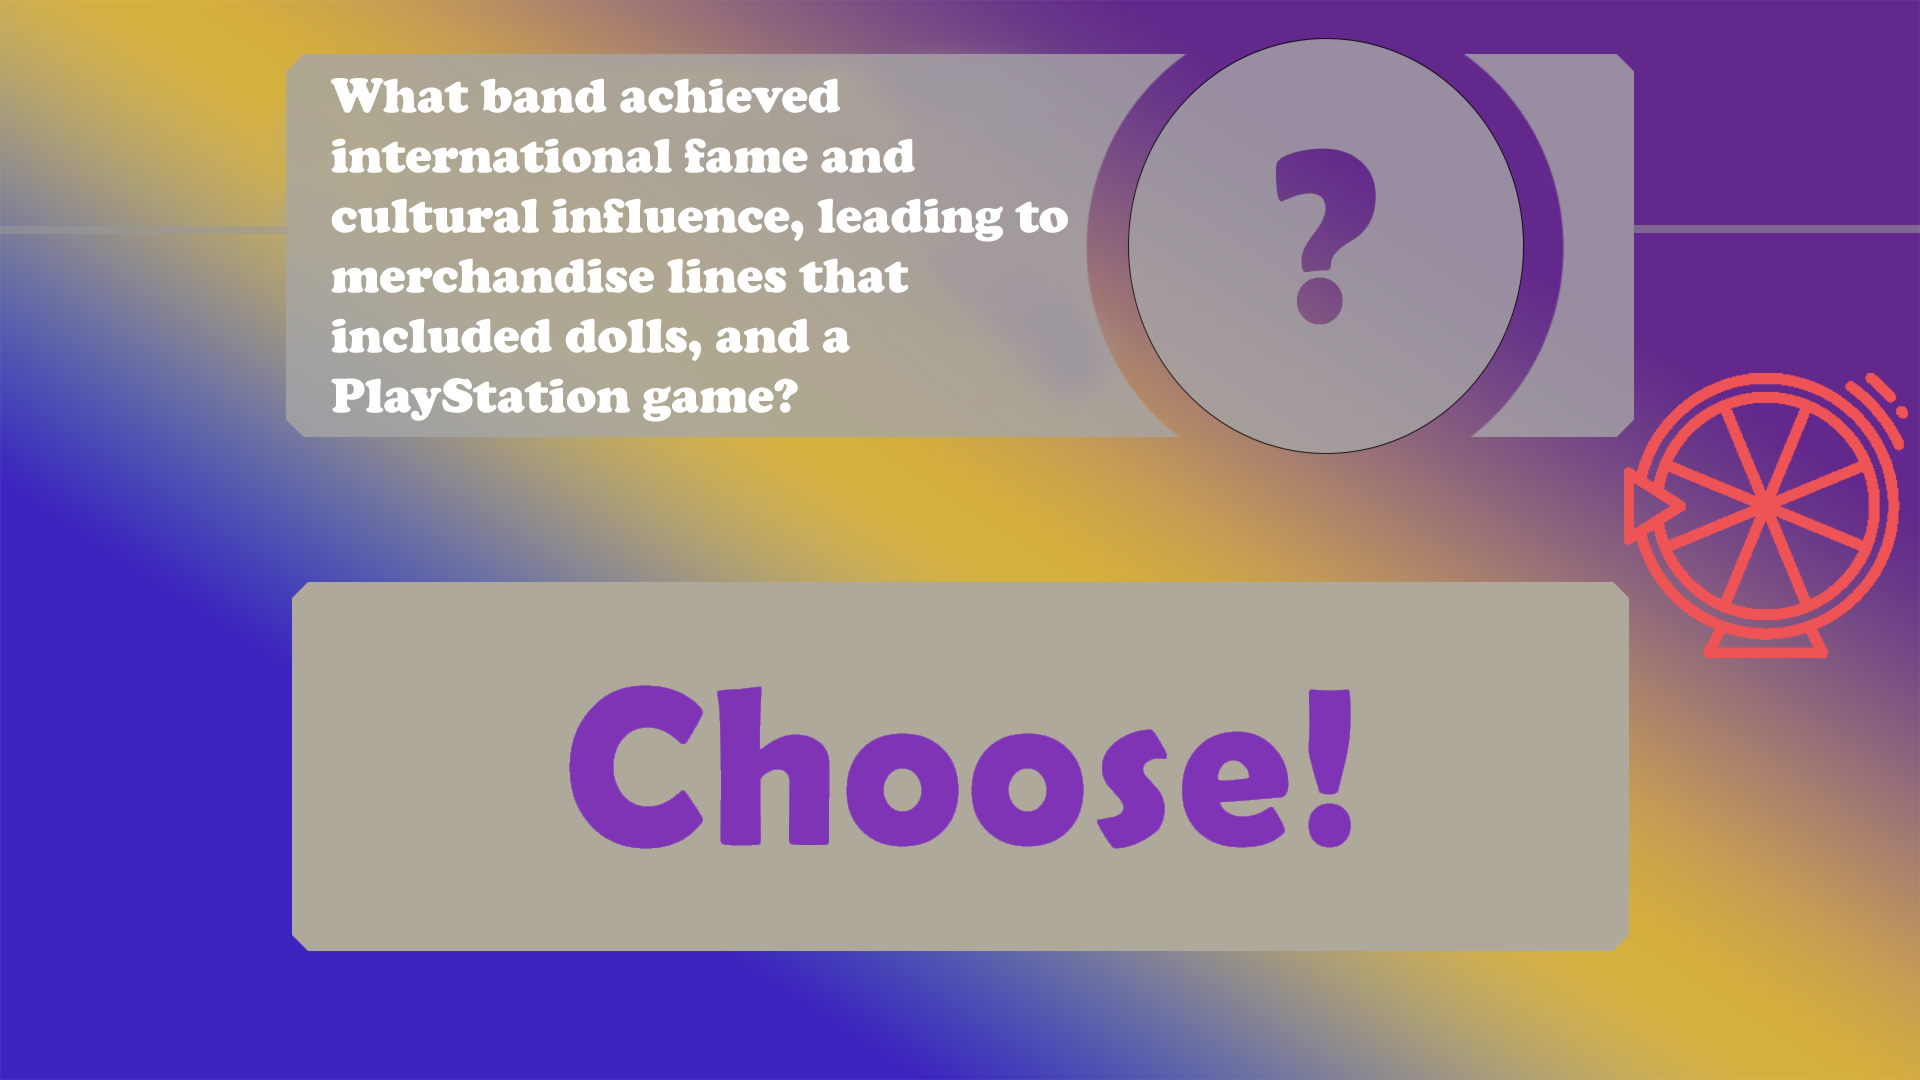 What band achieved
international fame and
cultural influence, leading to
merchandise lines that
included dolls, and a
PlayStation game?
?
Choose!